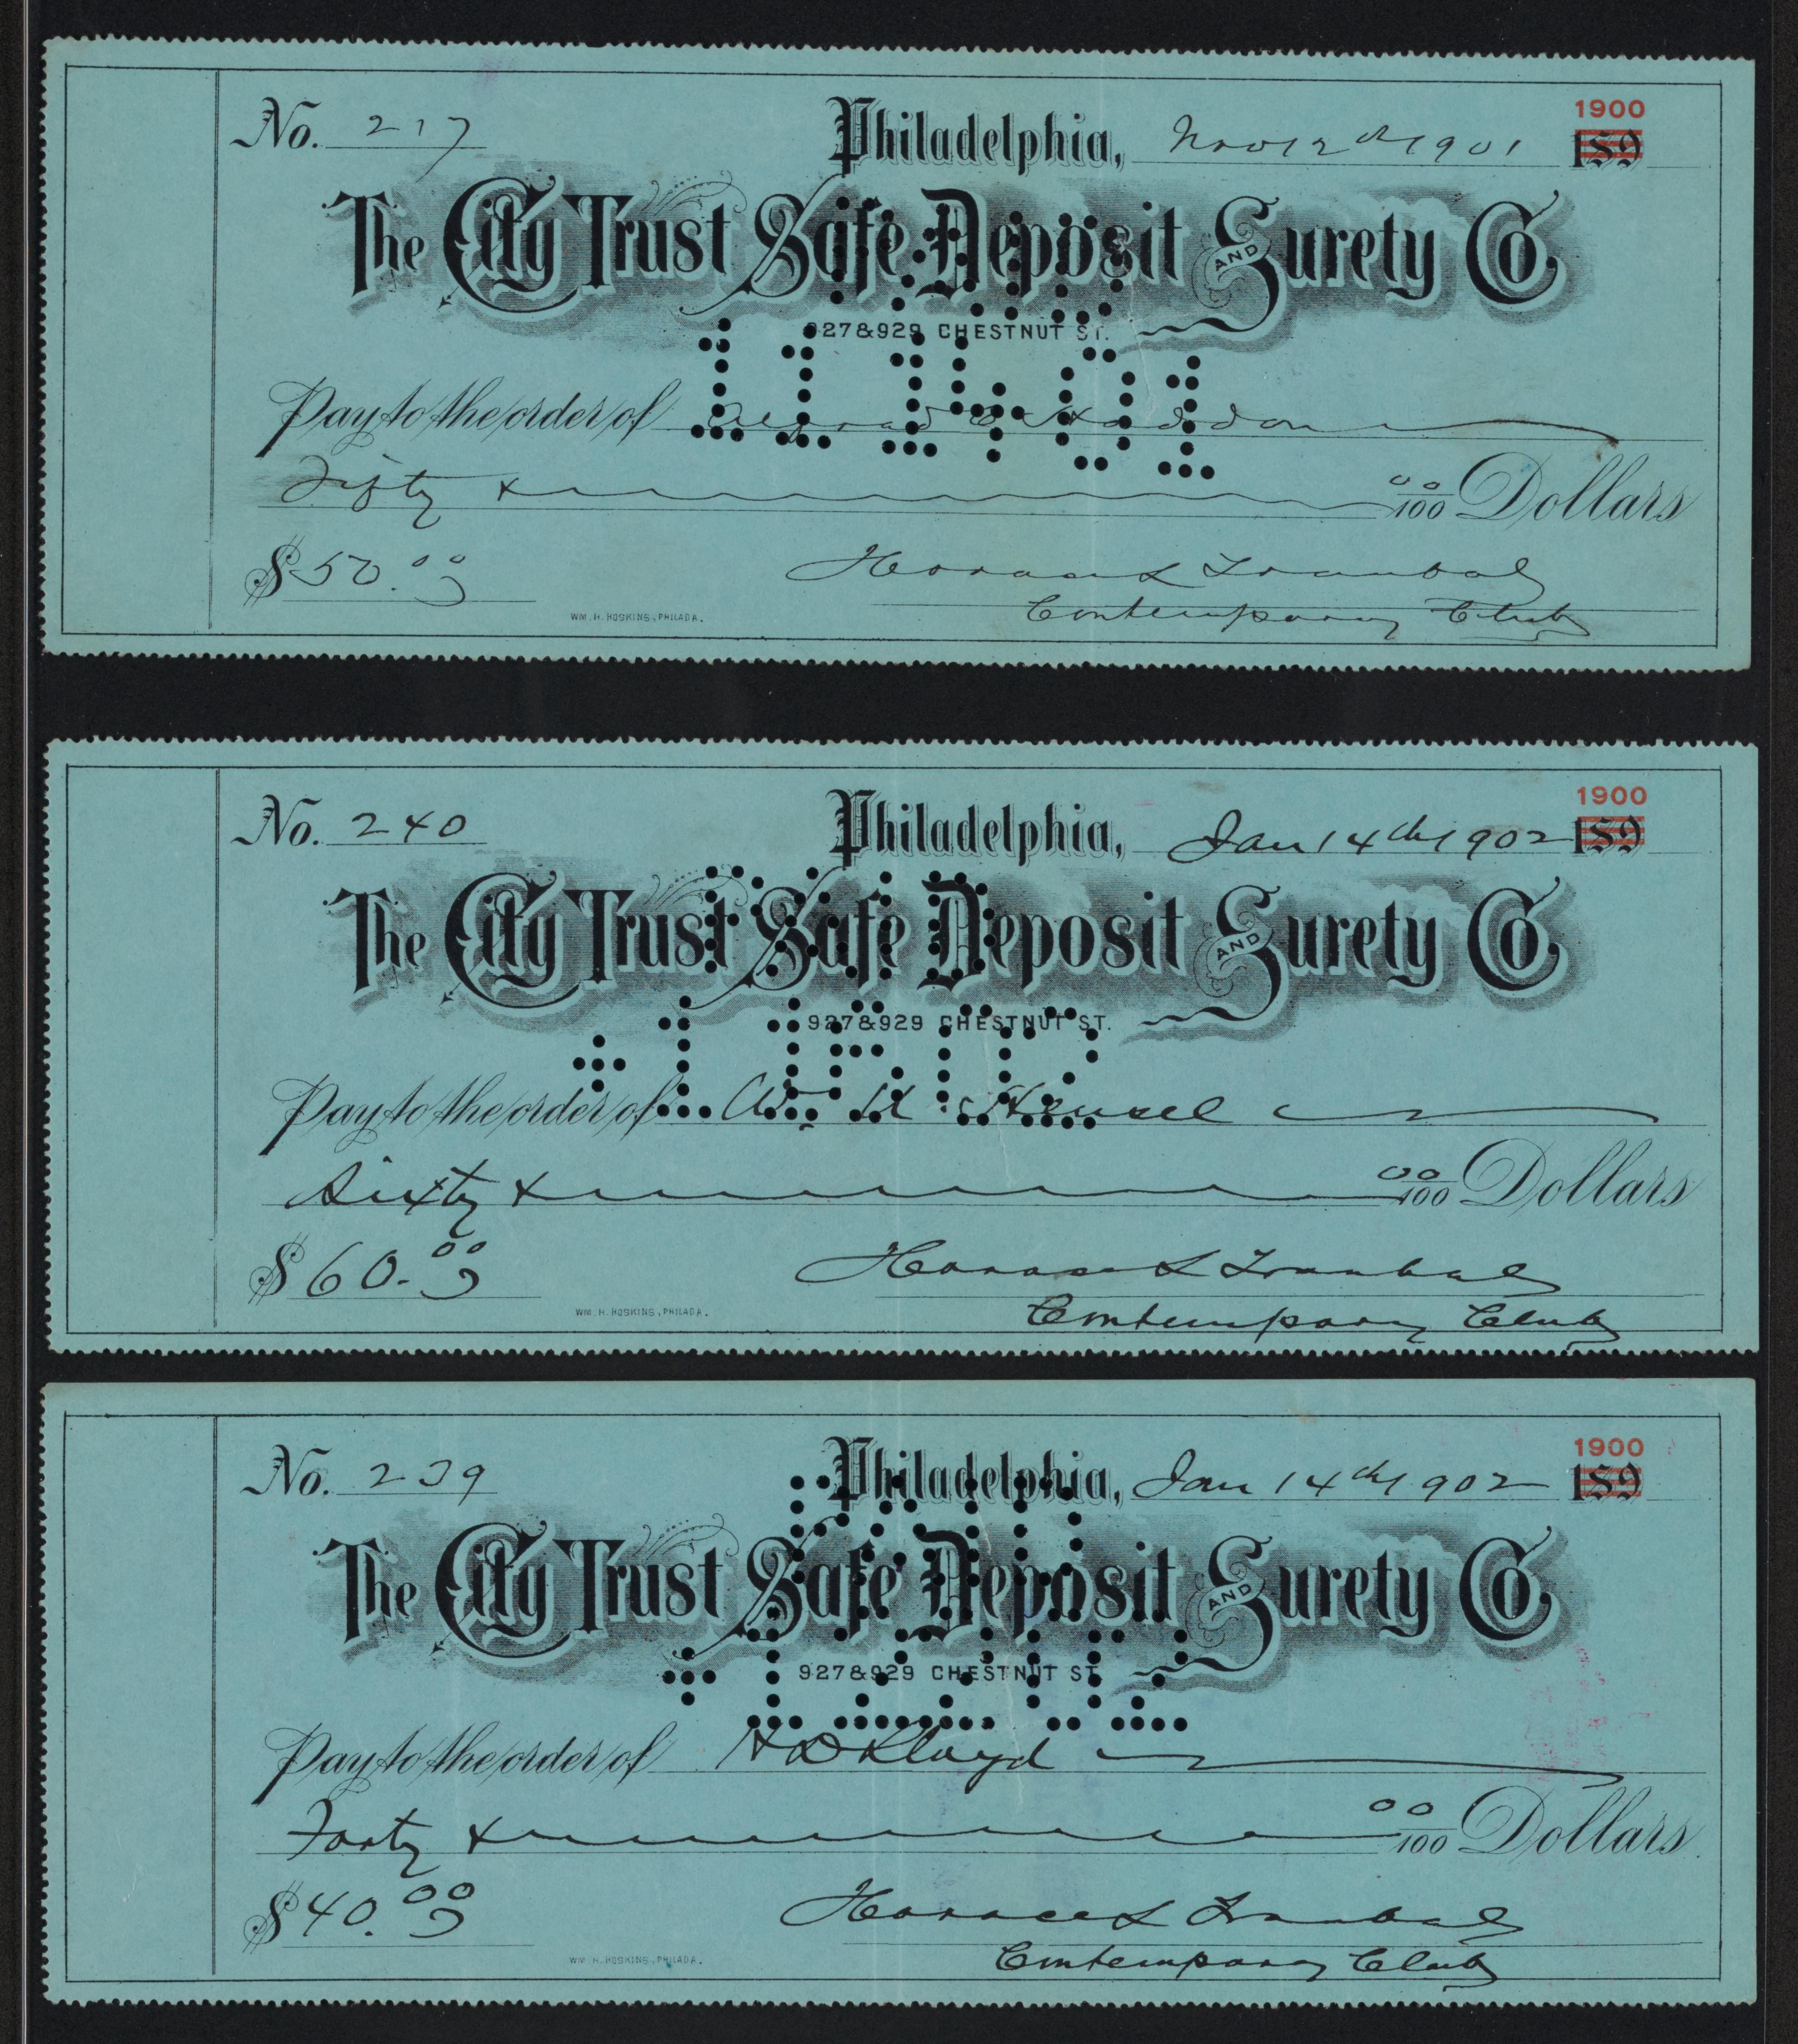 No. 217 Philadelphia, Nov 12th 1901 1900 189
The City Trust Safe Deposit AND Surety Co.
927 & 929 CHESTNUT ST.
11 14 01
Pay to the order of Haddon
Fifty x 00/100 Dollars
$ 50.00 Horace L Traubel
WM. H. HOSKINS, PHILADA. Contemporary Club
No. 240 Philadelphia, Jan 14th 1902 1900 189
The City Trust Safe Deposit AND Surety Co.
927 & 929 CHESTNUT ST.
Pay to the order of W U Hensel
Sixty x 00/100 Dollars
$ 60.00 Horace L Traubel
WM. H. HOSKINS, PHILADA. Contemporary Club
No. 239 Philadelphia, Jan 14th 1902 1900 189
The City Trust Safe Deposit AND Surety Co.
927 & 929 CHESTNUT ST.
Pay to the order of H D Lloyd
Forty x 00/100 Dollars
$ 40.00 Horace L Traubel
WM. H. HOSKINS, PHILADA. Contemporary Club